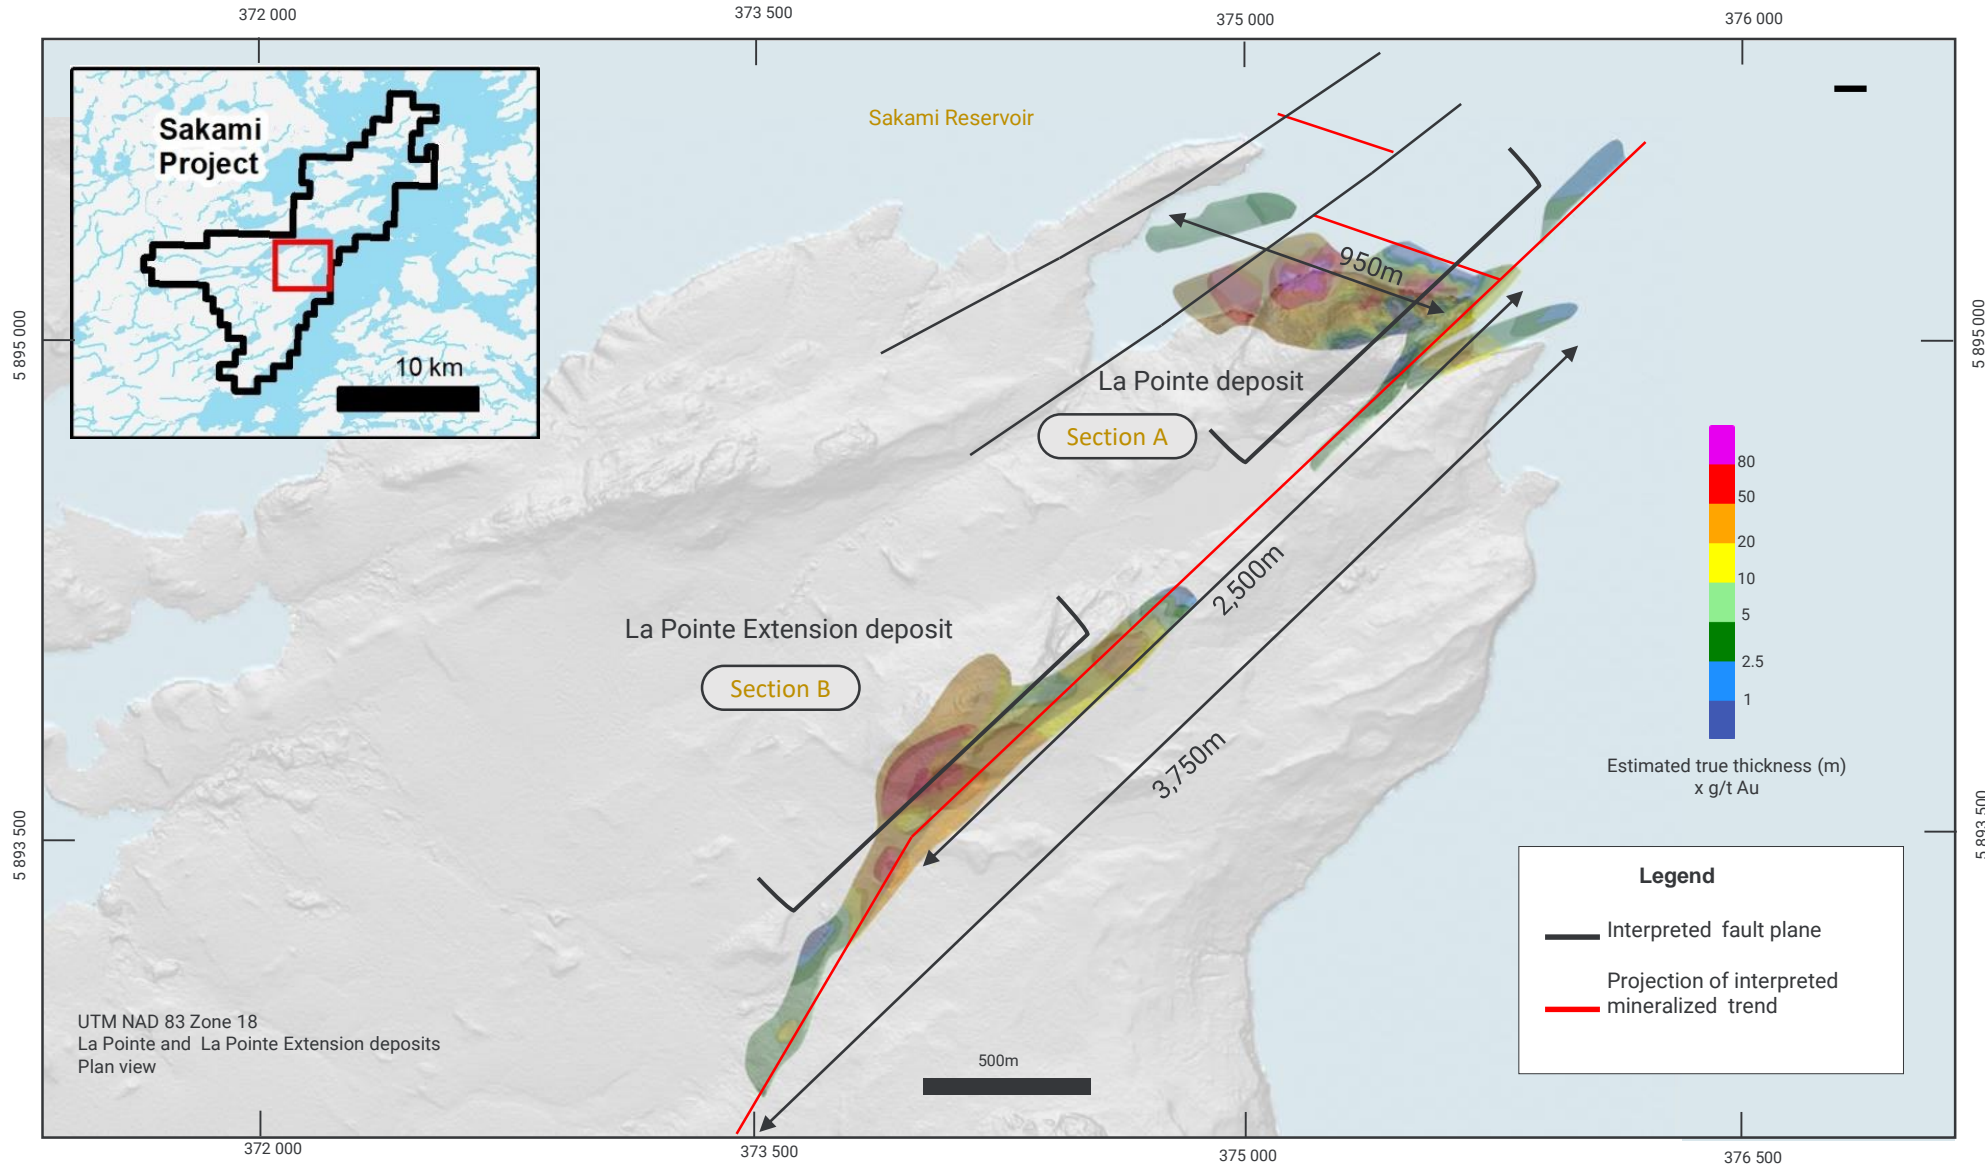 372 000
373 500
375 000
376 000
Sakami
Project
10 km
Sakami Reservoir
950m
5 895 000
5 895 000
La Pointe deposit
Section A
80
50
20
10
5
2.5
1
Estimated true thickness (m)
x g/t Au
2,500m
La Pointe Extension deposit
Section B
3,750m
5 893 500
5 893 500
Legend
Interpreted fault plane
Projection of interpreted
mineralized trend
UTM NAD 83 Zone 18
La Pointe and La Pointe Extension deposits
Plan view
500m
372 000
373 500
375 000
376 500